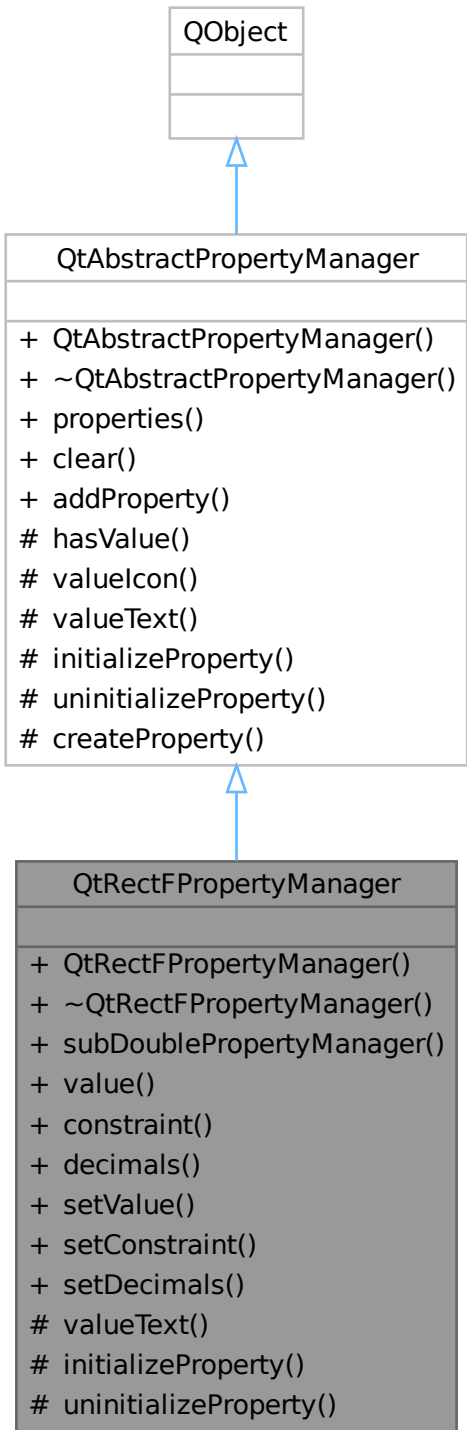 QObject
QtAbstractPropertyManager
+ QtAbstractPropertyManager()
+ ~QtAbstractPropertyManager()
+ properties()
+ clear()
+ addProperty()
# hasValue()
# valueIcon()
# valueText()
# initializeProperty()
# uninitializeProperty()
# createProperty()
QtRectFPropertyManager
+ QtRectFPropertyManager()
+ ~QtRectFPropertyManager()
+ subDoublePropertyManager()
+ value()
+ constraint()
+ decimals()
+ setValue()
+ setConstraint()
+ setDecimals()
# valueText()
# initializeProperty()
# uninitializeProperty()